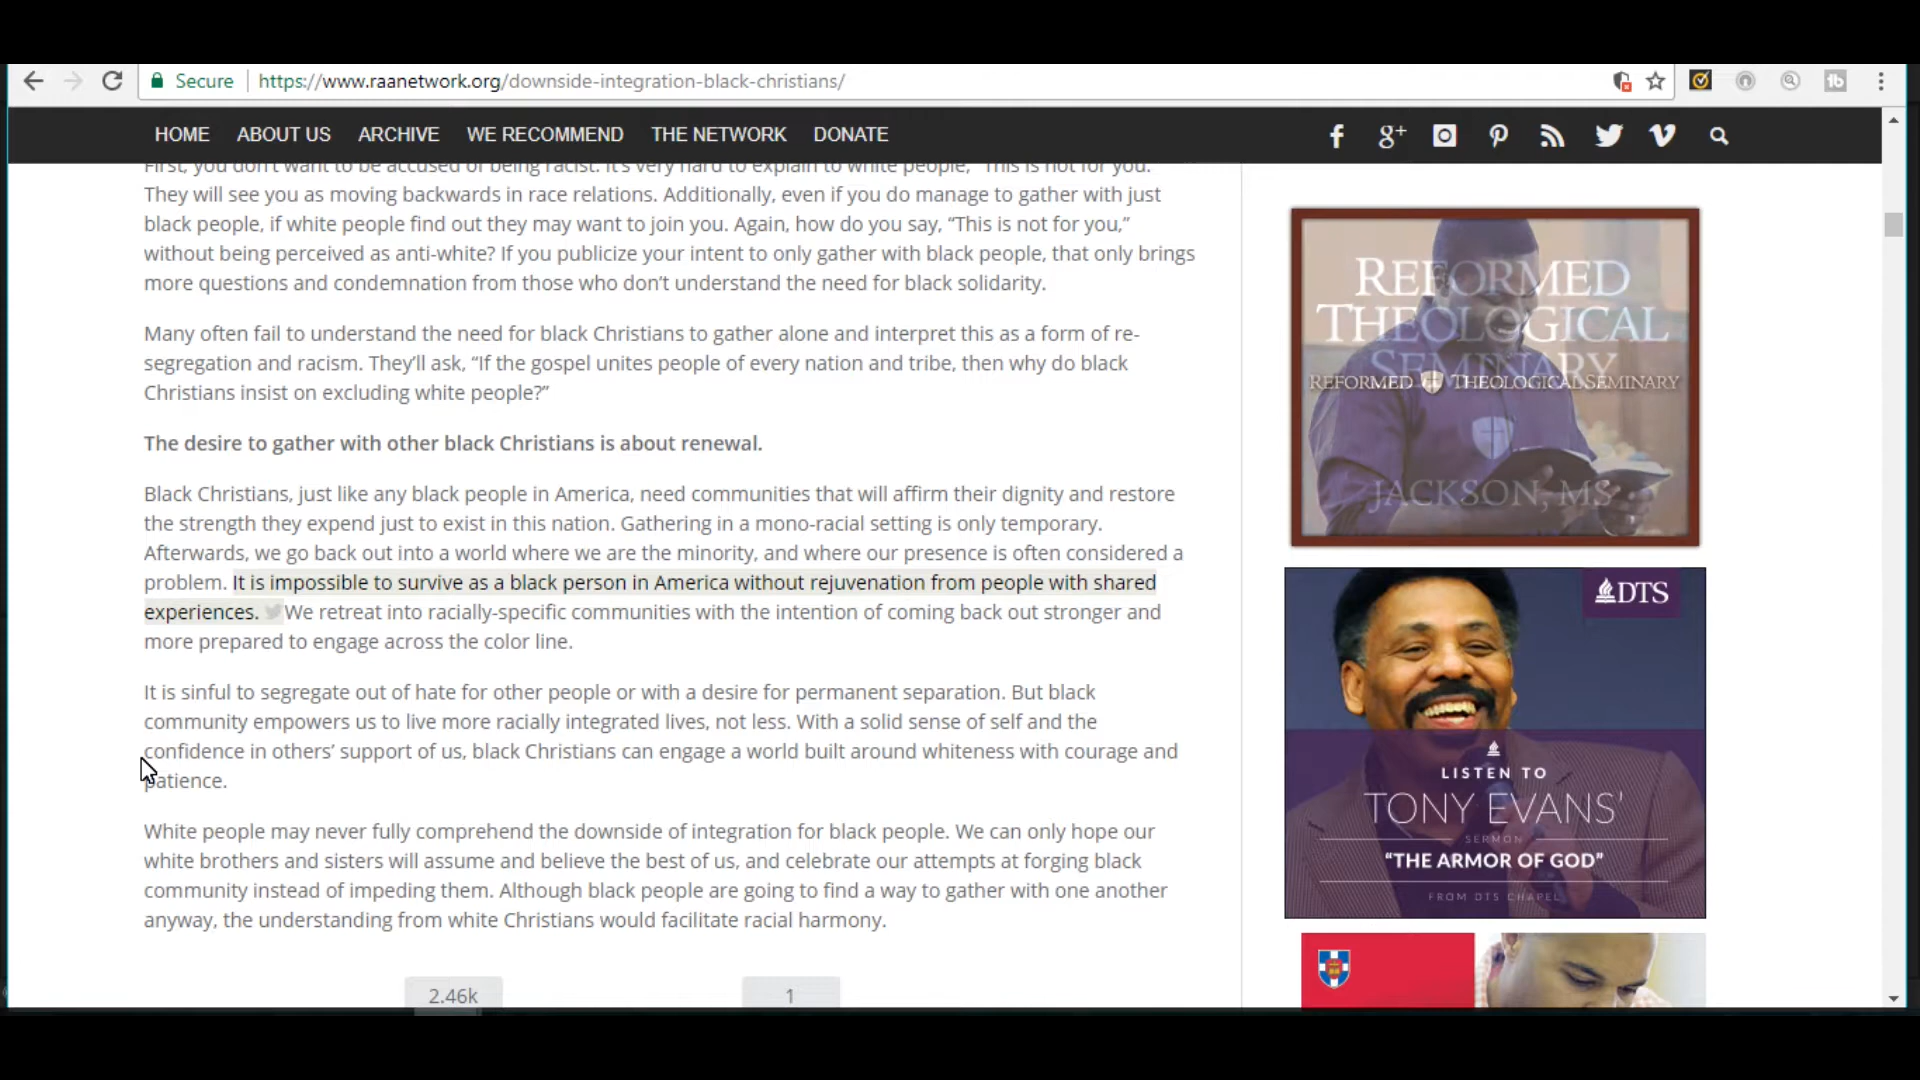 Secure
https://www.raanetwork.org/downside-integration-black-christians/
HOME ABOUT US ARCHIVE WE RECOMMEND THE NETWORK DONATE
First, you don't want to be accused of being racist. It's very hard to explain to white people, "This is not for you."
They will see you as moving backwards in race relations. Additionally, even if you do manage to gather with just
black people, if white people find out they may want to join you. Again, how do you say, “This is not for you,”
without being perceived as anti-white? If you publicize your intent to only gather with black people, that only brings
more questions and condemnation from those who don’t understand the need for black solidarity.
Many often fail to understand the need for black Christians to gather alone and interpret this as a form of re-
segregation and racism. They’ll ask, “If the gospel unites people of every nation and tribe, then why do black
Christians insist on excluding white people?”
The desire to gather with other black Christians is about renewal.
Black Christians, just like any black people in America, need communities that will affirm their dignity and restore
the strength they expend just to exist in this nation. Gathering in a mono-racial setting is only temporary.
Afterwards, we go back out into a world where we are the minority, and where our presence is often considered a
problem. It is impossible to survive as a black person in America without rejuvenation from people with shared
experiences. We retreat into racially-specific communities with the intention of coming back out stronger and
more prepared to engage across the color line.
It is sinful to segregate out of hate for other people or with a desire for permanent separation. But black
community empowers us to live more racially integrated lives, not less. With a solid sense of self and the
confidence in others’ support of us, black Christians can engage a world built around whiteness with courage and
patience.
White people may never fully comprehend the downside of integration for black people. We can only hope our
white brothers and sisters will assume and believe the best of us, and celebrate our attempts at forging black
community instead of impeding them. Although black people are going to find a way to gather with one another
anyway, the understanding from white Christians would facilitate racial harmony.
2.46k
1
REFORMED
THEOLOGICAL
SEMINARY
REFORMED THEOLOGICAL SEMINARY
JACKSON, MS
DTS
LISTEN TO
TONY EVANS’
SERMON
“THE ARMOR OF GOD”
FROM DTS CHAPEL